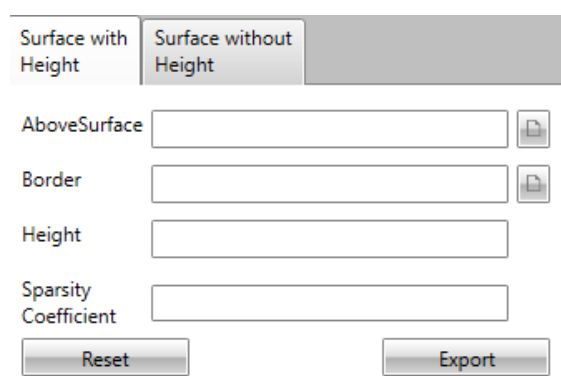 Surface with
Height
Surface without
Height
AboveSurface
Border
Height
Sparsity
Coefficient
Reset
Export